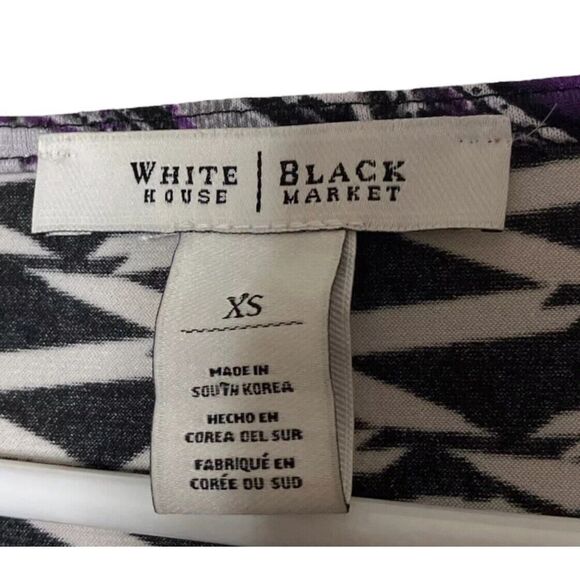 WHITE | BLACK
HOUSE | MARKET
XS
MADE IN
SOUTH KOREA
HECHO EN
COREA DEL SUR
FABRIQUÉ EN
CORÉE DU SUD